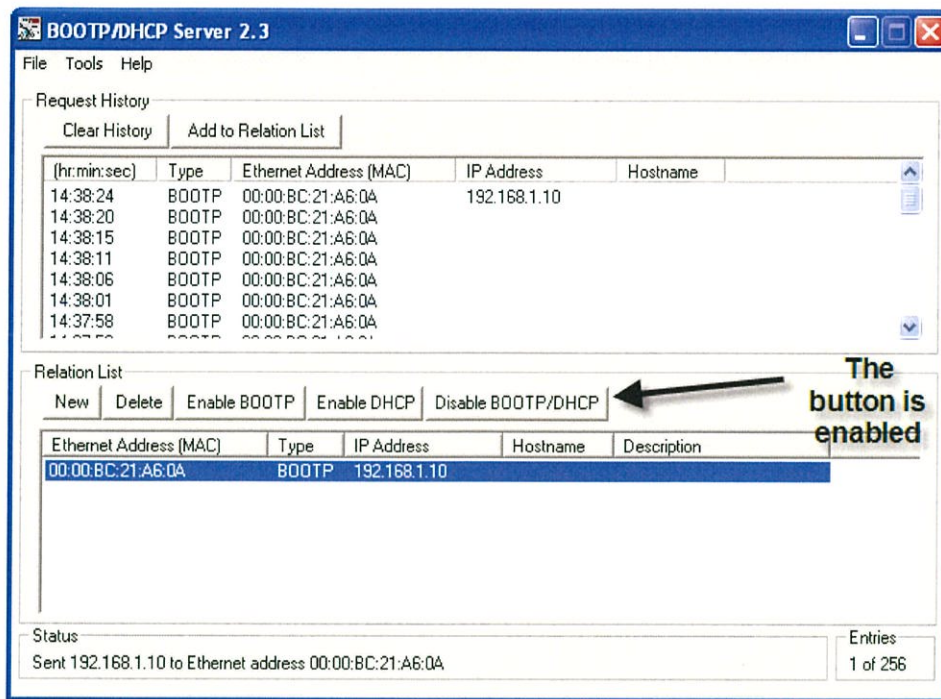 BOOTP/DHCP Server 2.3
File Tools Help
Request History
Clear History Add to Relation List
(hr:min:sec) Type Ethernet Address (MAC) IP Address Hostname
14:38:24 BOOTP 00:00:BC:21:A6:0A 192.168.1.10
14:38:20 BOOTP 00:00:BC:21:A6:0A
14:38:15 BOOTP 00:00:BC:21:A6:0A
14:38:11 BOOTP 00:00:BC:21:A6:0A
14:38:06 BOOTP 00:00:BC:21:A6:0A
14:38:01 BOOTP 00:00:BC:21:A6:0A
14:37:58 BOOTP 00:00:BC:21:A6:0A
Relation List
New Delete Enable BOOTP Enable DHCP Disable BOOTP/DHCP
The
button is
enabled
Ethernet Address (MAC) Type IP Address Hostname Description
00:00:BC:21:A6:0A BOOTP 192.168.1.10
Status
Sent 192.168.1.10 to Ethernet address 00:00:BC:21:A6:0A
Entries
1 of 256